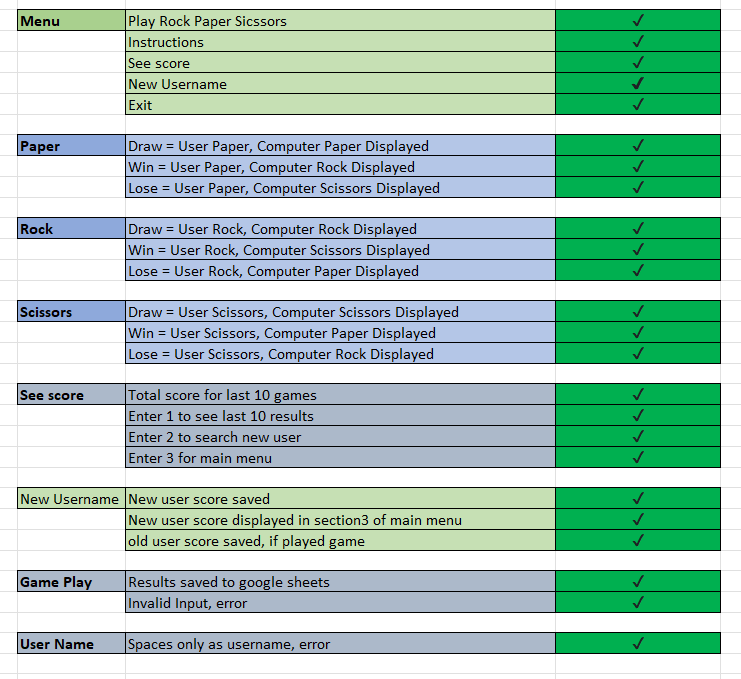 Menu Play Rock Paper Sicssors ✓
Instructions ✓
See score ✓
New Username ✓
Exit ✓
Paper Draw = User Paper, Computer Paper Displayed ✓
Win = User Paper, Computer Rock Displayed ✓
Lose = User Paper, Computer Scissors Displayed ✓
Rock Draw = User Rock, Computer Rock Displayed ✓
Win = User Rock, Computer Scissors Displayed ✓
Lose = User Rock, Computer Paper Displayed ✓
Scissors Draw = User Scissors, Computer Scissors Displayed ✓
Win = User Scissors, Computer Paper Displayed ✓
Lose = User Scissors, Computer Rock Displayed ✓
See score Total score for last 10 games ✓
Enter 1 to see last 10 results ✓
Enter 2 to search new user ✓
Enter 3 for main menu ✓
New Username New user score saved ✓
New user score displayed in section3 of main menu ✓
old user score saved, if played game ✓
Game Play Results saved to google sheets ✓
Invalid Input, error ✓
User Name Spaces only as username, error ✓